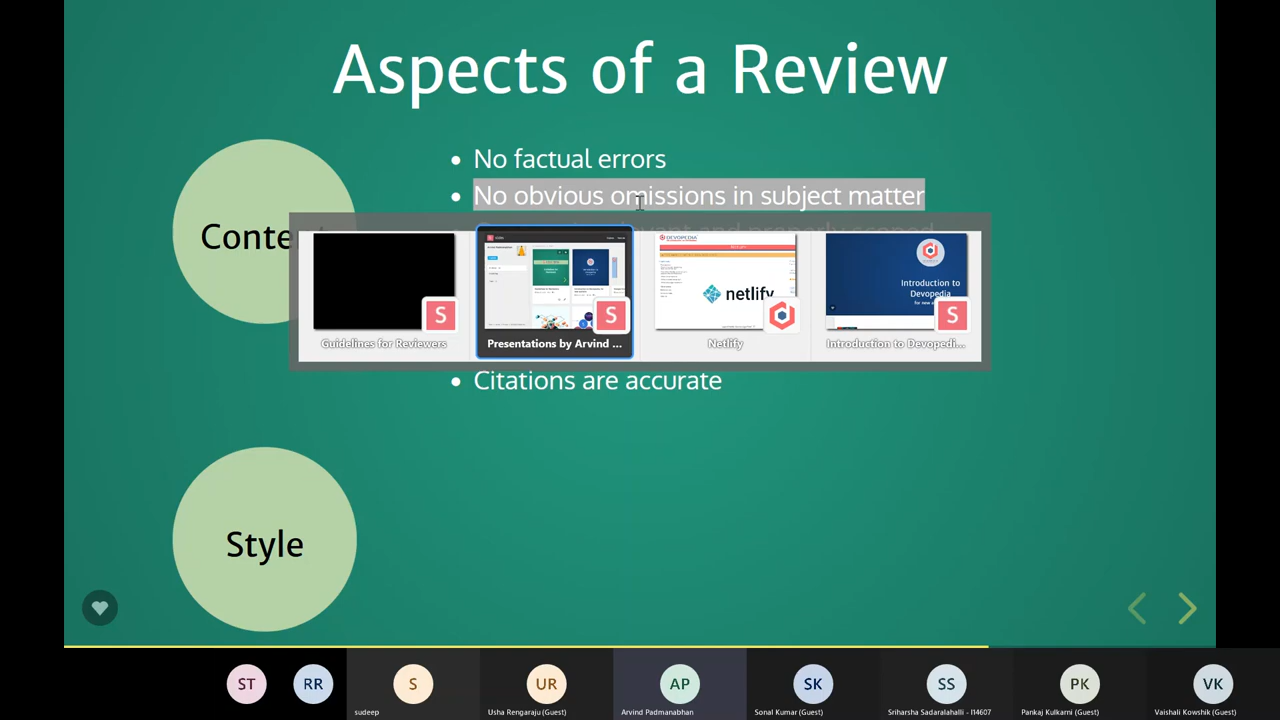 Aspects of a Review
No factual errors
No obvious omissions in subject matter
Conte
S
Guidelines for Reviewers
S
Presentations by Arvind ...
DEVOPEDIA
netlify
Netlify
Introduction to
Devopedia
S
Introduction to Devopedi...
Citations are accurate
Style
ST
RR
S
sudeep
UR
Usha Rengaraju (Guest)
AP
Arvind Padmanabhan
SK
Sonal Kumar (Guest)
SS
Sriharsha Sadaralahalli - I14607
PK
Pankaj Kulkarni (Guest)
VK
Vaishali Kowshik (Guest)